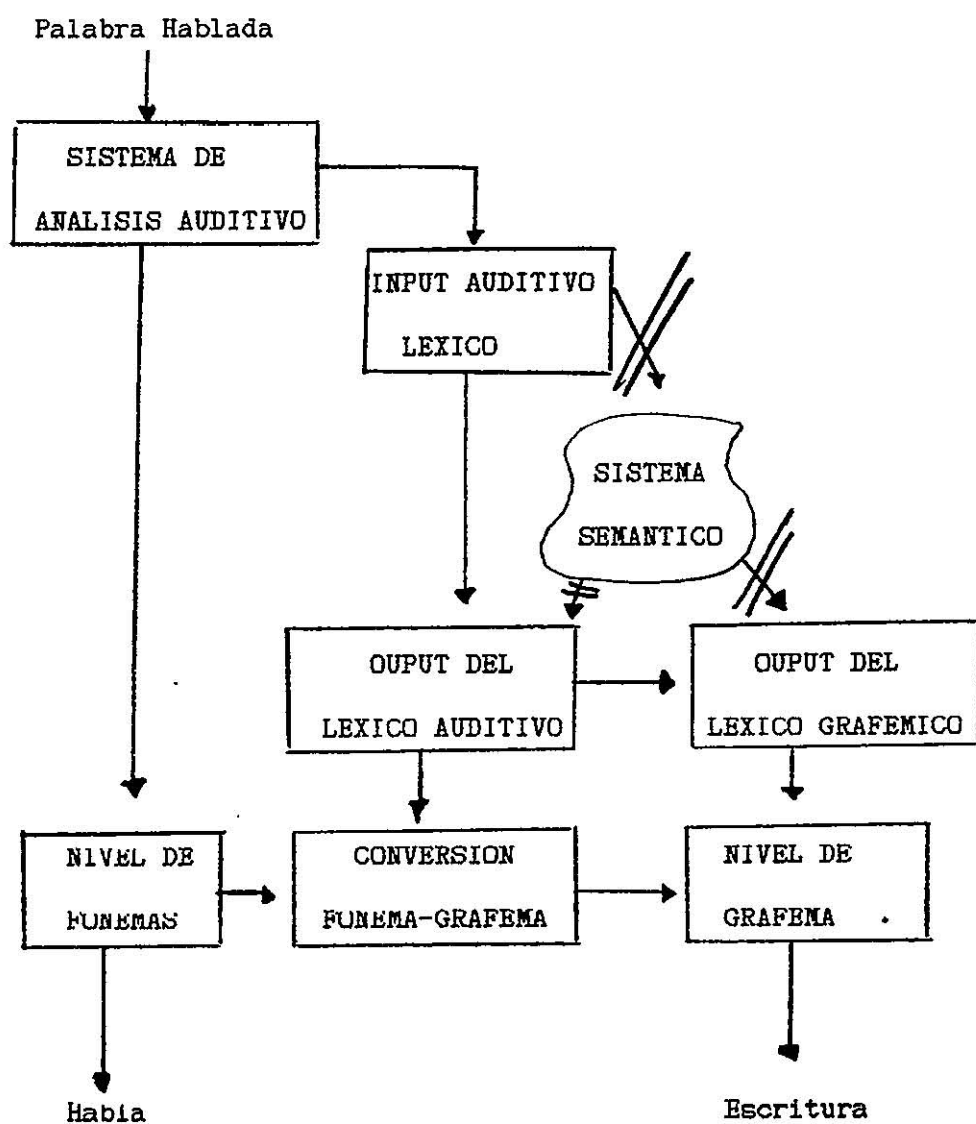 Palabra Hablada
SISTEMA DE
ANALISIS AUDITIVO
INPUT AUDITIVO
LEXICO
SISTEMA
SEMANTICO
OUPUT DEL
LEXICO AUDITIVO
OUPUT DEL
LEXICO GRAFEMICO
NIVEL DE
FONEMAS
CONVERSION
FONEMA-GRAFEMA
NIVEL DE
GRAFEMA
Habla
Escritura